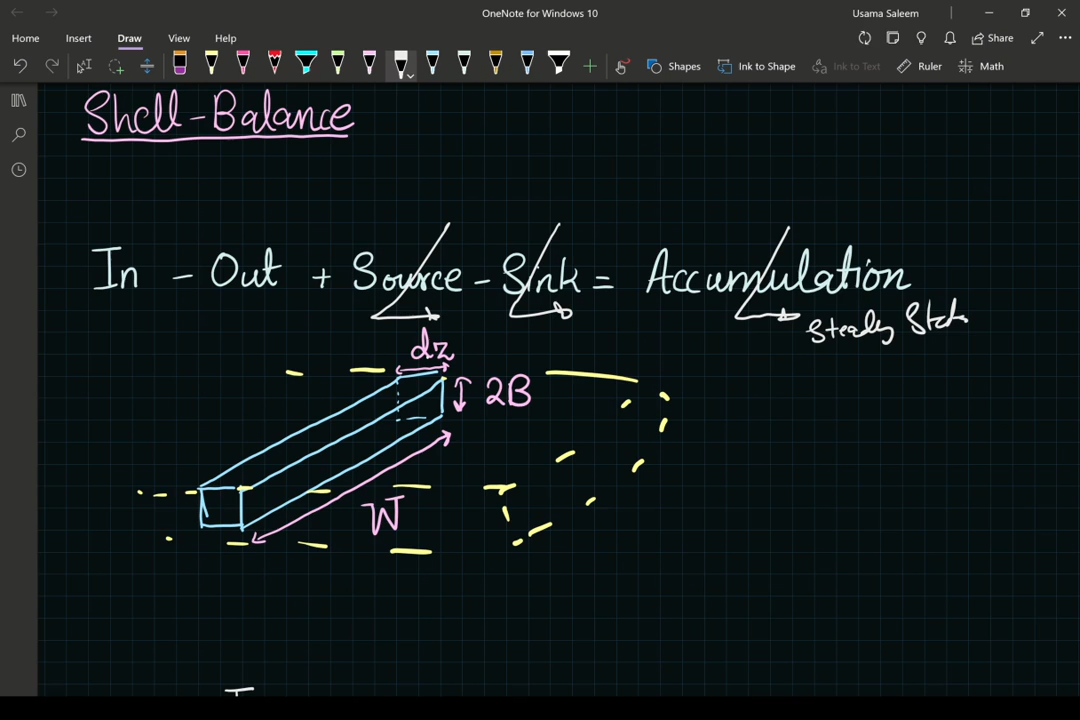 OneNote for Windows 10
Usama Saleem
Home Insert Draw View Help
Share
Shapes Ink to Shape Ink to Text Ruler Math
Shell-Balance
In - Out + Source - Sink = Accumulation
Steady State
dz
2B
W